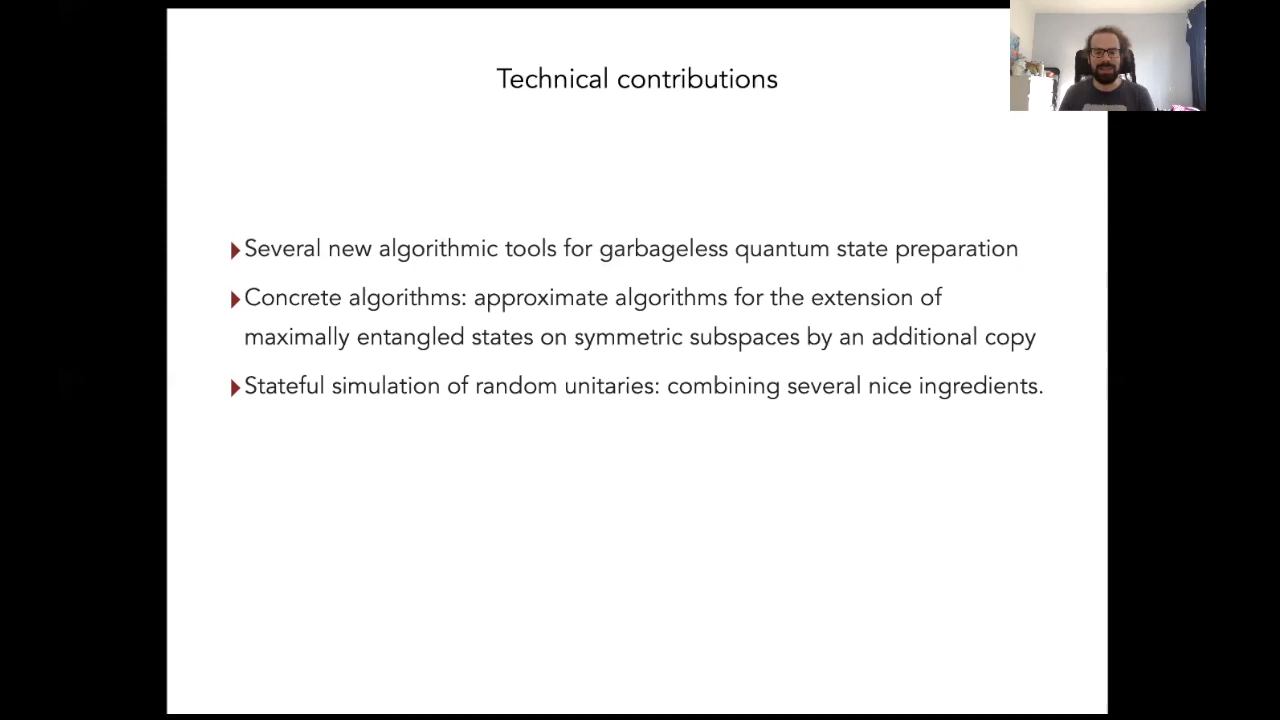 Technical contributions
Several new algorithmic tools for garbageless quantum state preparation
Concrete algorithms: approximate algorithms for the extension of
maximally entangled states on symmetric subspaces by an additional copy
Stateful simulation of random unitaries: combining several nice ingredients.